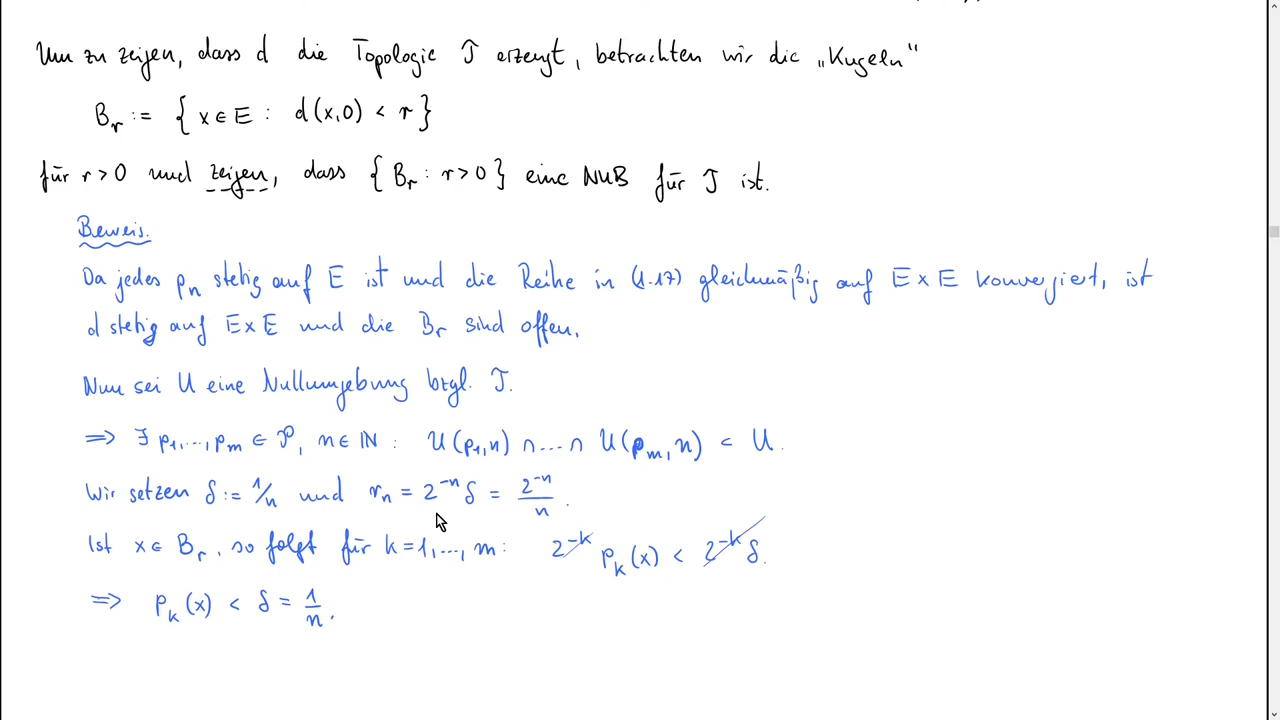 Um zu zeigen, dass d die Topologie T erzeugt, betrachten wir die „Kugeln“
B_r := { x ∈ E : d(x,0) < r }
für r > 0 und zeigen, dass { B_r : r > 0 } eine NUB für T ist.
Beweis.
Da jedes p_n stetig auf E ist und die Reihe in (1.17) gleichmäßig auf E × E konvergiert, ist
d stetig auf E × E und die B_r sind offen.
Nun sei U eine Nullumgebung bzgl. T.
⟹ ∃ p_1, ..., p_m ∈ P, n ∈ ℕ : U(p_1, n) ∩ ... ∩ U(p_m, n) ⊂ U.
Wir setzen δ := 1/n und r_n = 2^{-n} δ = 2^{-n}/n.
Ist x ∈ B_r, so folgt für k = 1, ..., m : 2^{-k} p_k(x) < 2^{-k} δ.
⟹ p_k(x) < δ = 1/n.